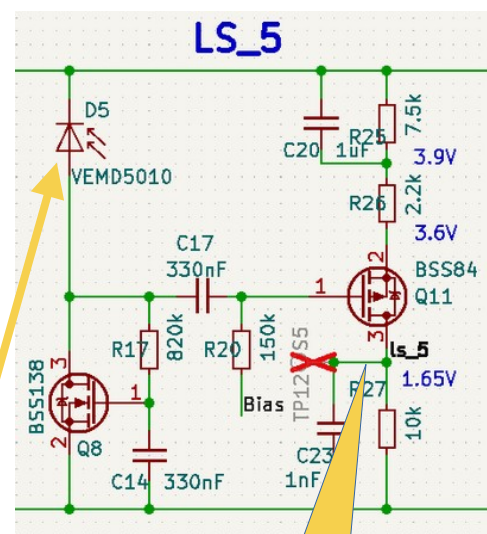 LS_5
D5
VEMD5010
C20 1uF
R25 7.5k
3.9V
R26 2.2k
3.6V
C17
330nF
BSS84
Q11
2
1
3
R17 820k
R20 150k
Bias
TP12
S5
ls_5
1.65V
R27
10k
BSS138
3
1
2
Q8
C14 330nF
C23
1nF